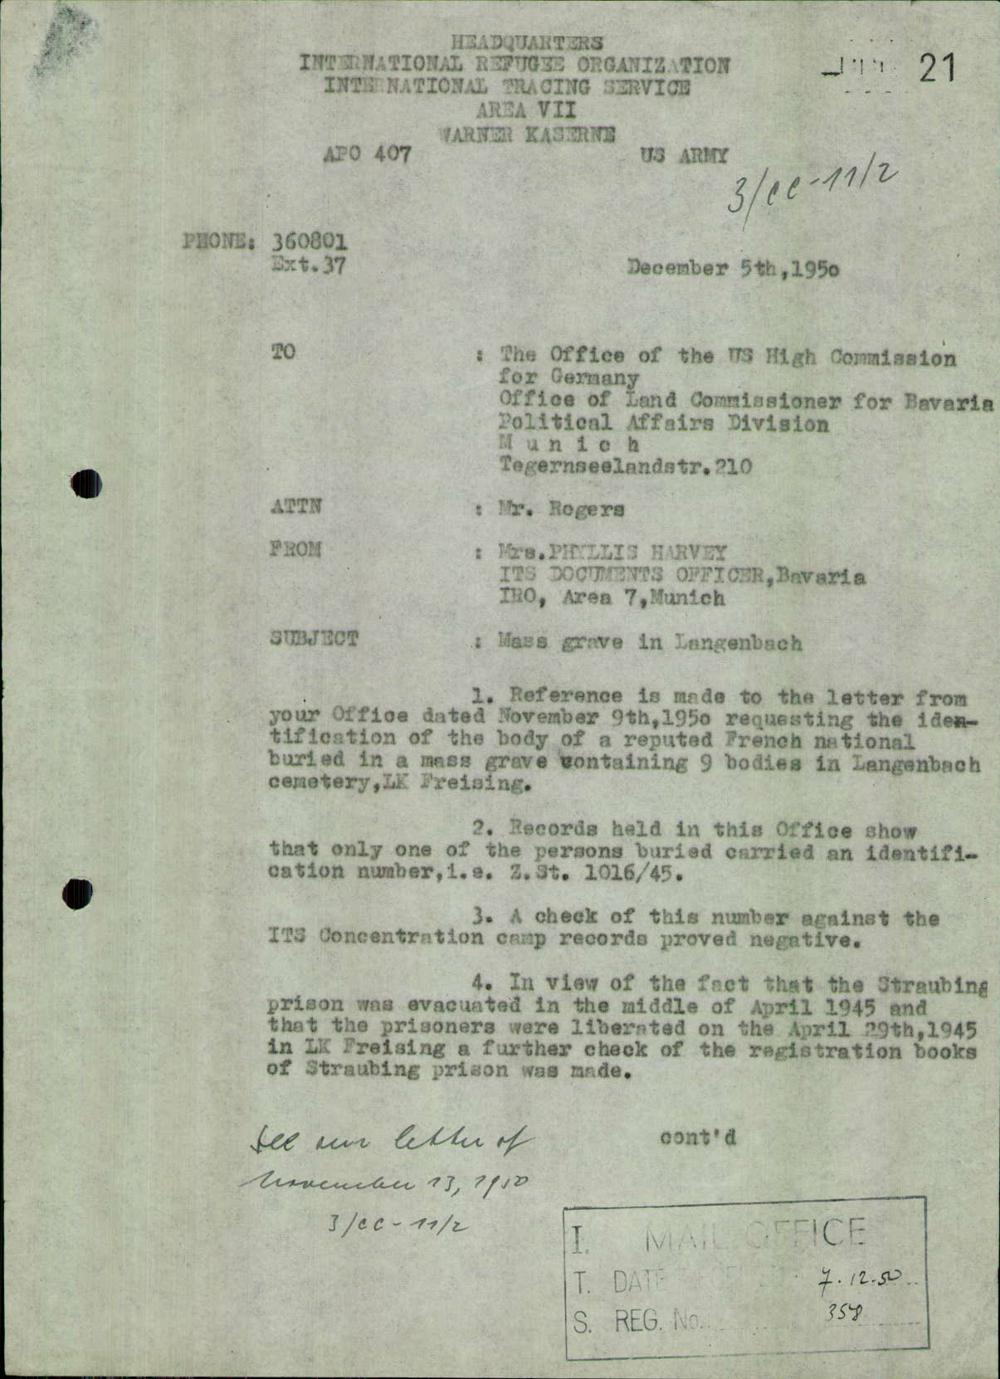 HEADQUARTERS
INTERNATIONAL REFUGEE ORGANIZATION
21
INTERNATIONAL TRACING SERVICE
AREA VII
WARNER KASERNE
APO 407 US ARMY
3/CC-11/2
PHONE: 360801
Ext.37
December 5th,195o
TO : The Office of the US High Commission
for Germany
Office of Land Commissioner for Bavaria
Political Affairs Division
M u n i c h
Tegernseelandstr.210
ATTN : Mr. Rogers
FROM : Mrs.PHYLLIS HARVEY
ITS DOCUMENTS OFFICER,Bavaria
IRO, Area 7,Munich
SUBJECT : Mass grave in Langenbach
1. Reference is made to the letter from
your Office dated November 9th,195o requesting the iden-
tification of the body of a reputed French national
buried in a mass grave containing 9 bodies in Langenbach
cemetery,LK Freising.
2. Records held in this Office show
that only one of the persons buried carried an identifi-
cation number,i.e. Z.St. 1016/45.
3. A check of this number against the
ITS Concentration camp records proved negative.
4. In view of the fact that the Straubing
prison was evacuated in the middle of April 1945 and
that the prisoners were liberated on the April 29th,1945
in LK Freising a further check of the registration books
of Straubing prison was made.
cont'd
See our letter of
November 13, 1950
3/CC-11/2
I. MAIL OFFICE
T. DATE 7.12.50
S. REG. No. 358